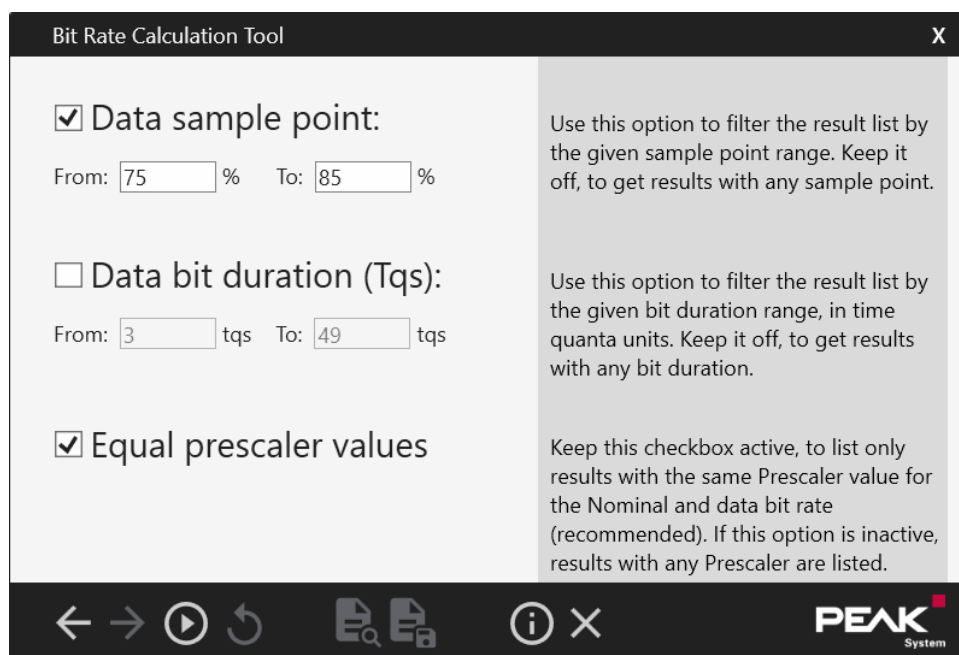 Bit Rate Calculation Tool X
Data sample point:
From: 75 % To: 85 %
Use this option to filter the result list by
the given sample point range. Keep it
off, to get results with any sample point.
Data bit duration (Tqs):
From: 3 tqs To: 49 tqs
Use this option to filter the result list by
the given bit duration range, in time
quanta units. Keep it off, to get results
with any bit duration.
Equal prescaler values
Keep this checkbox active, to list only
results with the same Prescaler value for
the Nominal and data bit rate
(recommended). If this option is inactive,
results with any Prescaler are listed.
PEAK
System